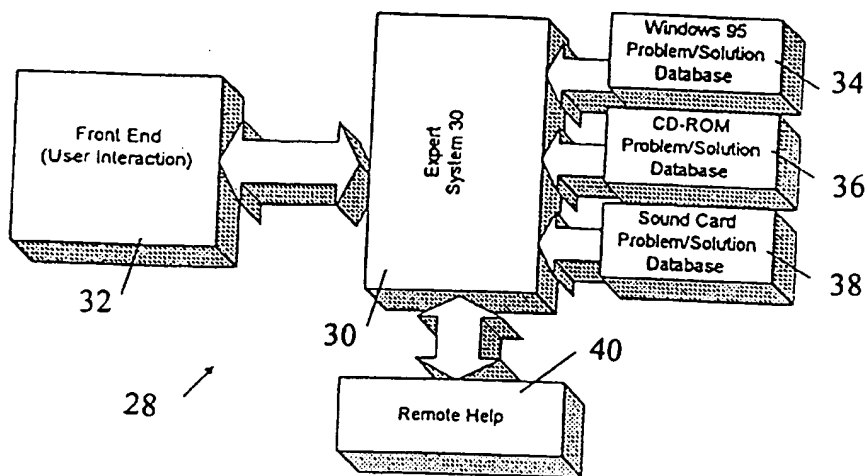 Front End
(User Interaction)
32
Expert
System 30
30
Windows 95
Problem/Solution
Database
34
CD-ROM
Problem/Solution
Database
36
Sound Card
Problem/Solution
Database
38
28
40
Remote Help